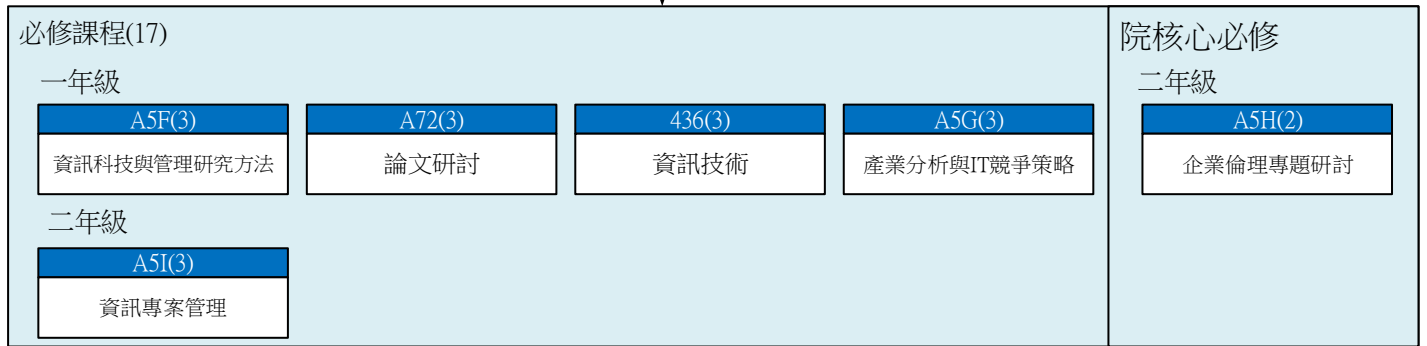 必修課程(17)
一年級
A5F(3)
資訊科技與管理研究方法
A72(3)
論文研討
436(3)
資訊技術
A5G(3)
產業分析與IT競爭策略
二年級
A5I(3)
資訊專案管理
院核心必修
二年級
A5H(2)
企業倫理專題研討